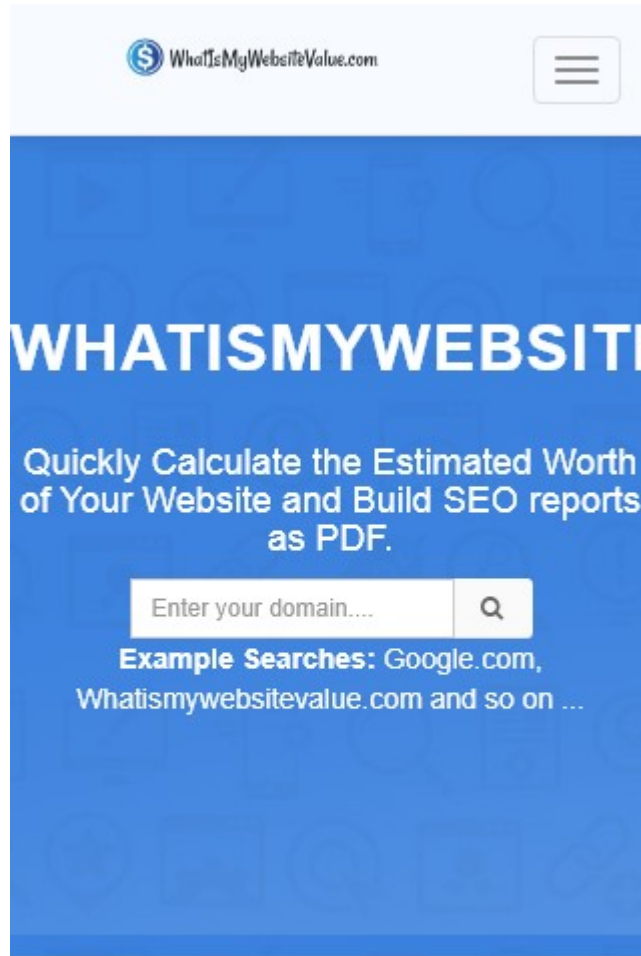 WhatIsMyWebsiteValue.com
WHATISMYWEBSIT
Quickly Calculate the Estimated Worth
of Your Website and Build SEO reports
as PDF.
Enter your domain....
Example Searches: Google.com,
Whatismywebsitevalue.com and so on ...